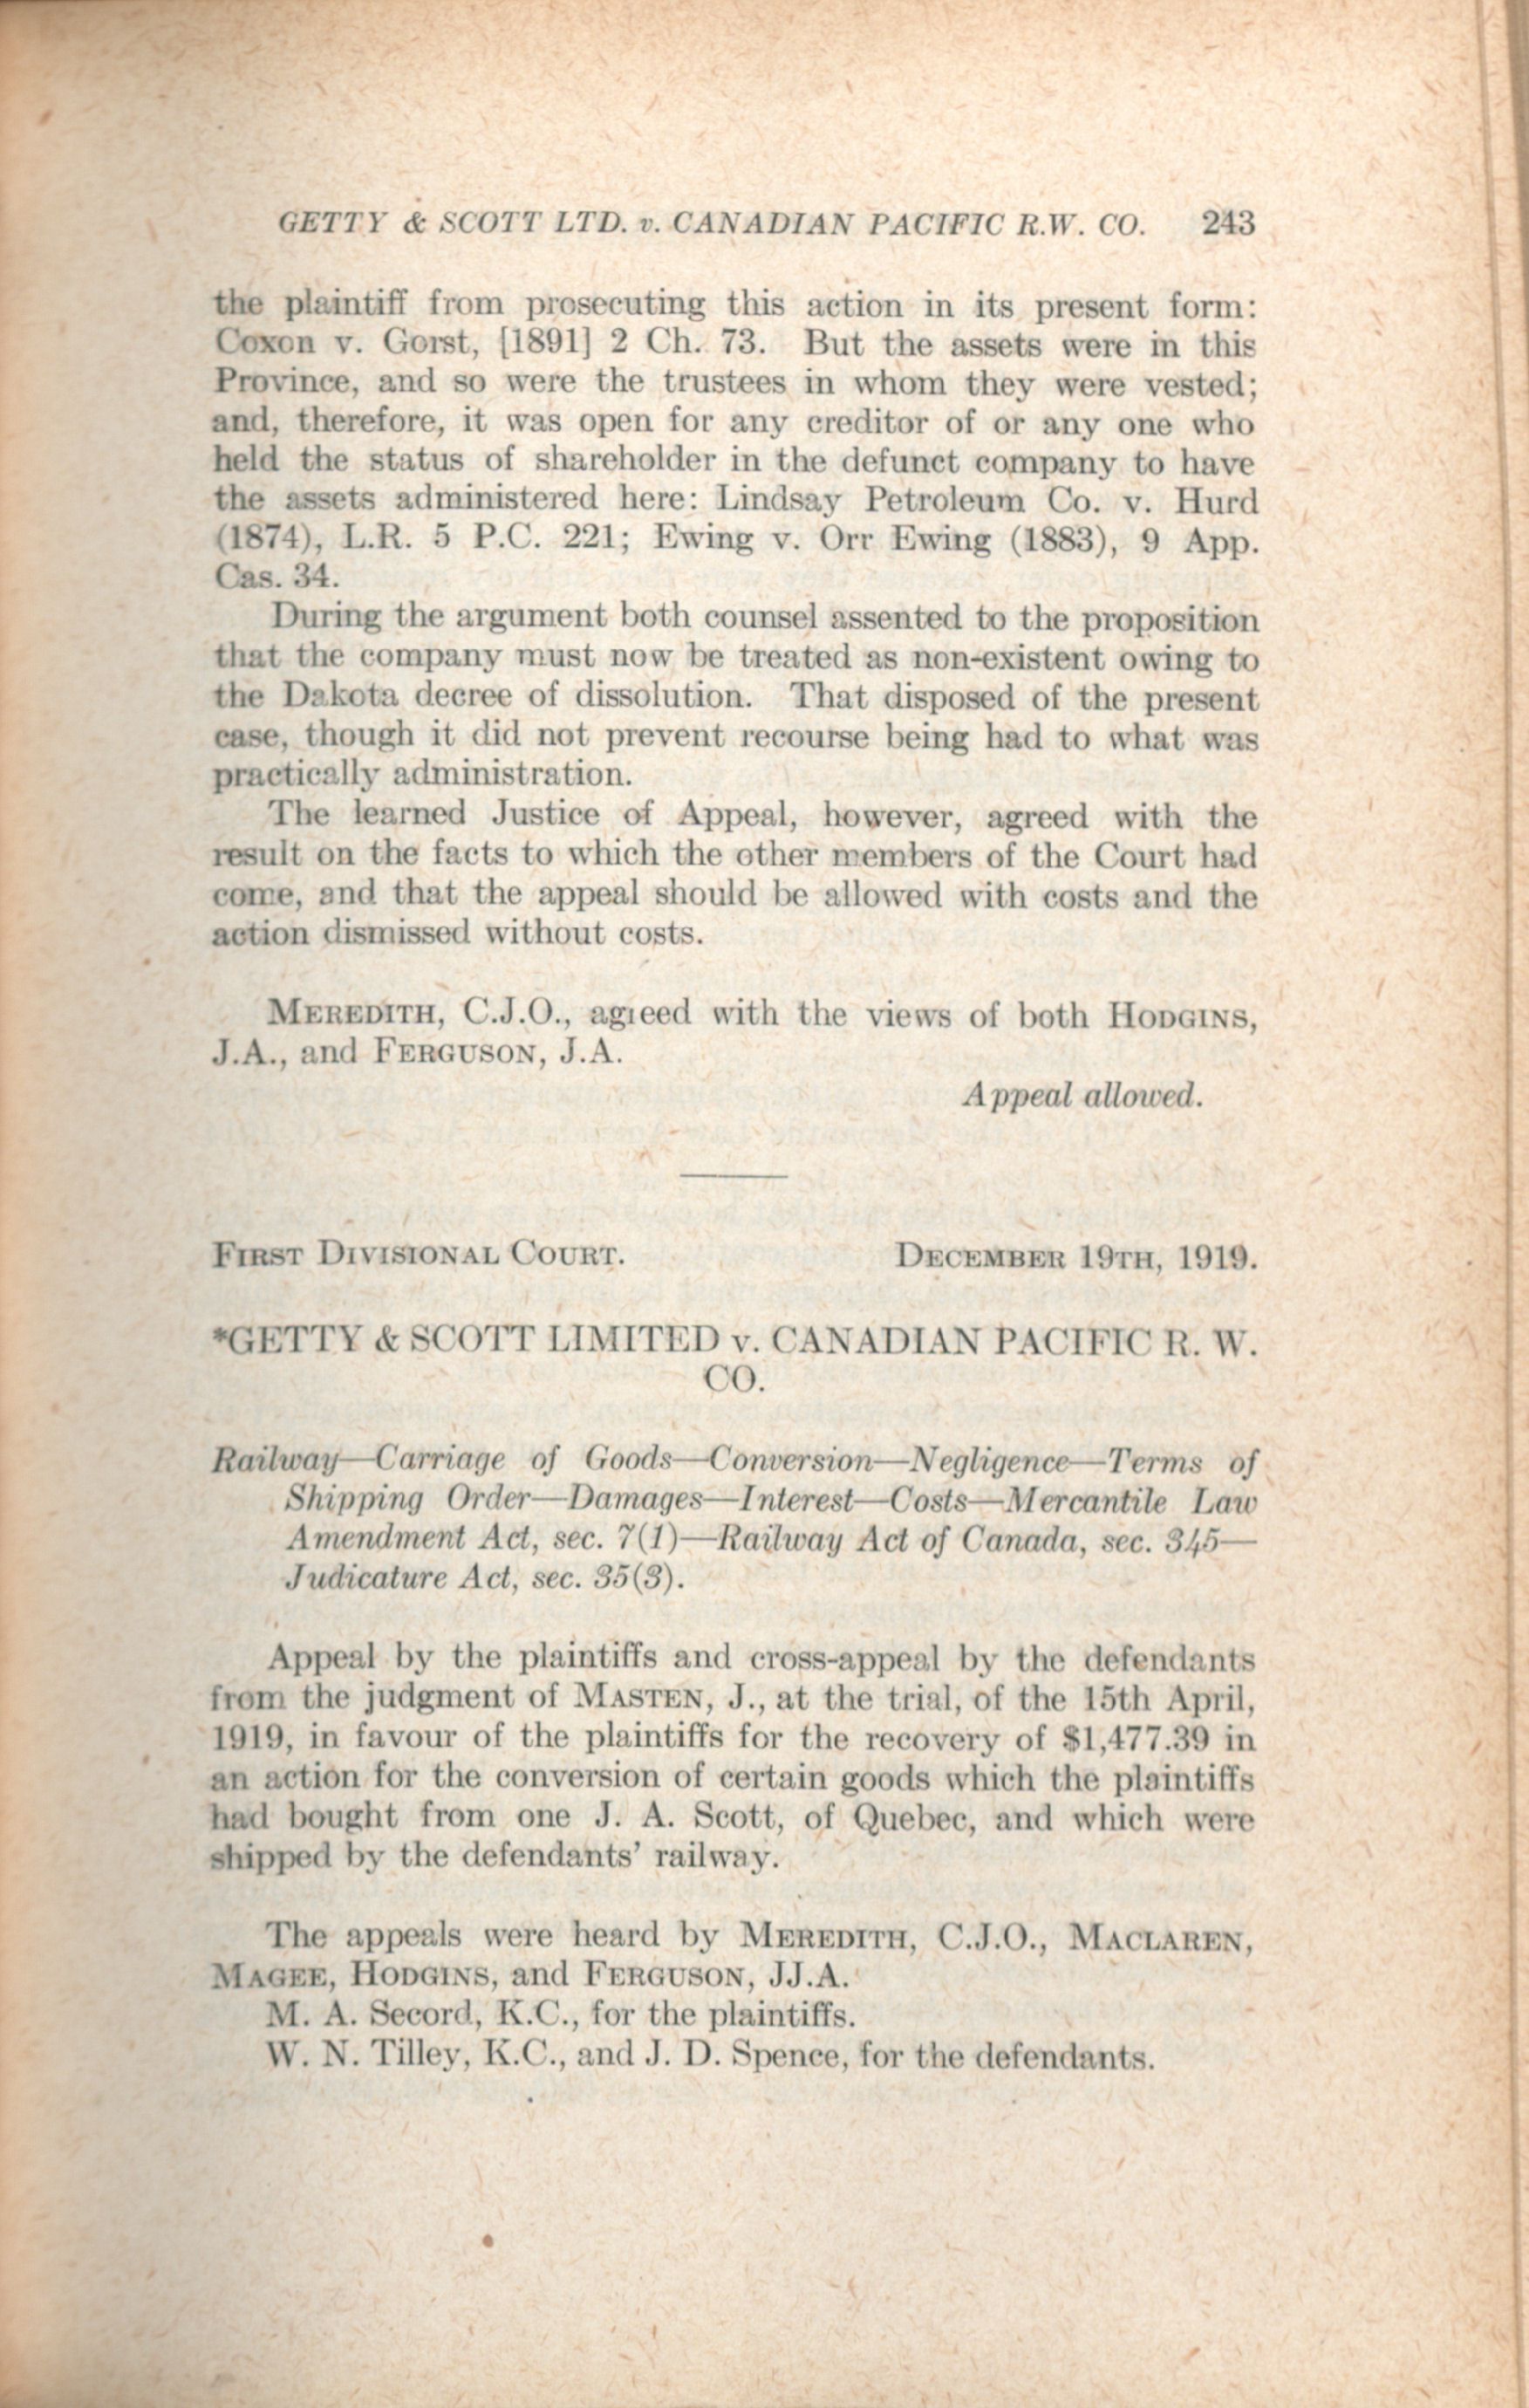 GETTY & SCOTT LTD. v. CANADIAN PACIFIC R.W. CO. 243
the plaintiff from prosecuting this action in its present form:
Coxon v. Gorst, [1891] 2 Ch. 73. But the assets were in this
Province, and so were the trustees in whom they were vested;
and, therefore, it was open for any creditor of or any one who
held the status of shareholder in the defunct company to have
the assets administered here: Lindsay Petroleum Co. v. Hurd
(1874), L.R. 5 P.C. 221; Ewing v. Orr Ewing (1883), 9 App.
Cas. 34.
During the argument both counsel assented to the proposition
that the company must now be treated as non-existent owing to
the Dakota decree of dissolution. That disposed of the present
case, though it did not prevent recourse being had to what was
practically administration.
The learned Justice of Appeal, however, agreed with the
result on the facts to which the other members of the Court had
come, and that the appeal should be allowed with costs and the
action dismissed without costs.
MEREDITH, C.J.O., agreed with the views of both HODGINS,
J.A., and FERGUSON, J.A.
Appeal allowed.
FIRST DIVISIONAL COURT. DECEMBER 19TH, 1919.
*GETTY & SCOTT LIMITED v. CANADIAN PACIFIC R. W.
CO.
Railway—Carriage of Goods—Conversion—Negligence—Terms of
Shipping Order—Damages—Interest—Costs—Mercantile Law
Amendment Act, sec. 7(1)—Railway Act of Canada, sec. 345—
Judicature Act, sec. 35(3).
Appeal by the plaintiffs and cross-appeal by the defendants
from the judgment of MASTEN, J., at the trial, of the 15th April,
1919, in favour of the plaintiffs for the recovery of $1,477.39 in
an action for the conversion of certain goods which the plaintiffs
had bought from one J. A. Scott, of Quebec, and which were
shipped by the defendants' railway.
The appeals were heard by MEREDITH, C.J.O., MACLAREN,
MAGEE, HODGINS, and FERGUSON, JJ.A.
M. A. Secord, K.C., for the plaintiffs.
W. N. Tilley, K.C., and J. D. Spence, for the defendants.